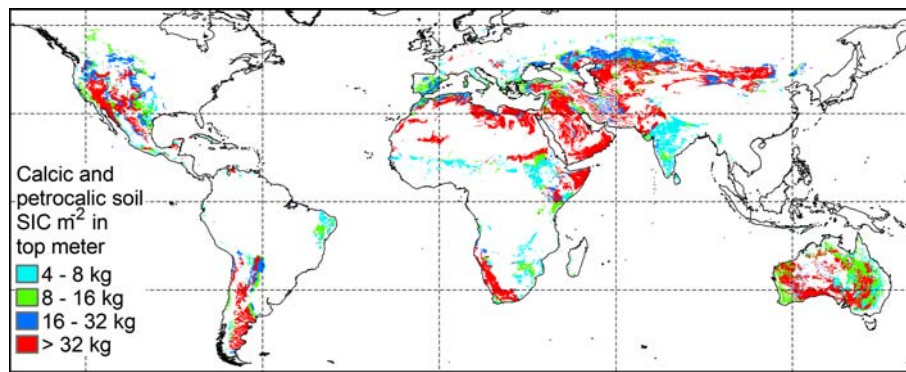 Calcic and
petrocalic soil
SIC m² in
top meter
4 - 8 kg
8 - 16 kg
16 - 32 kg
> 32 kg